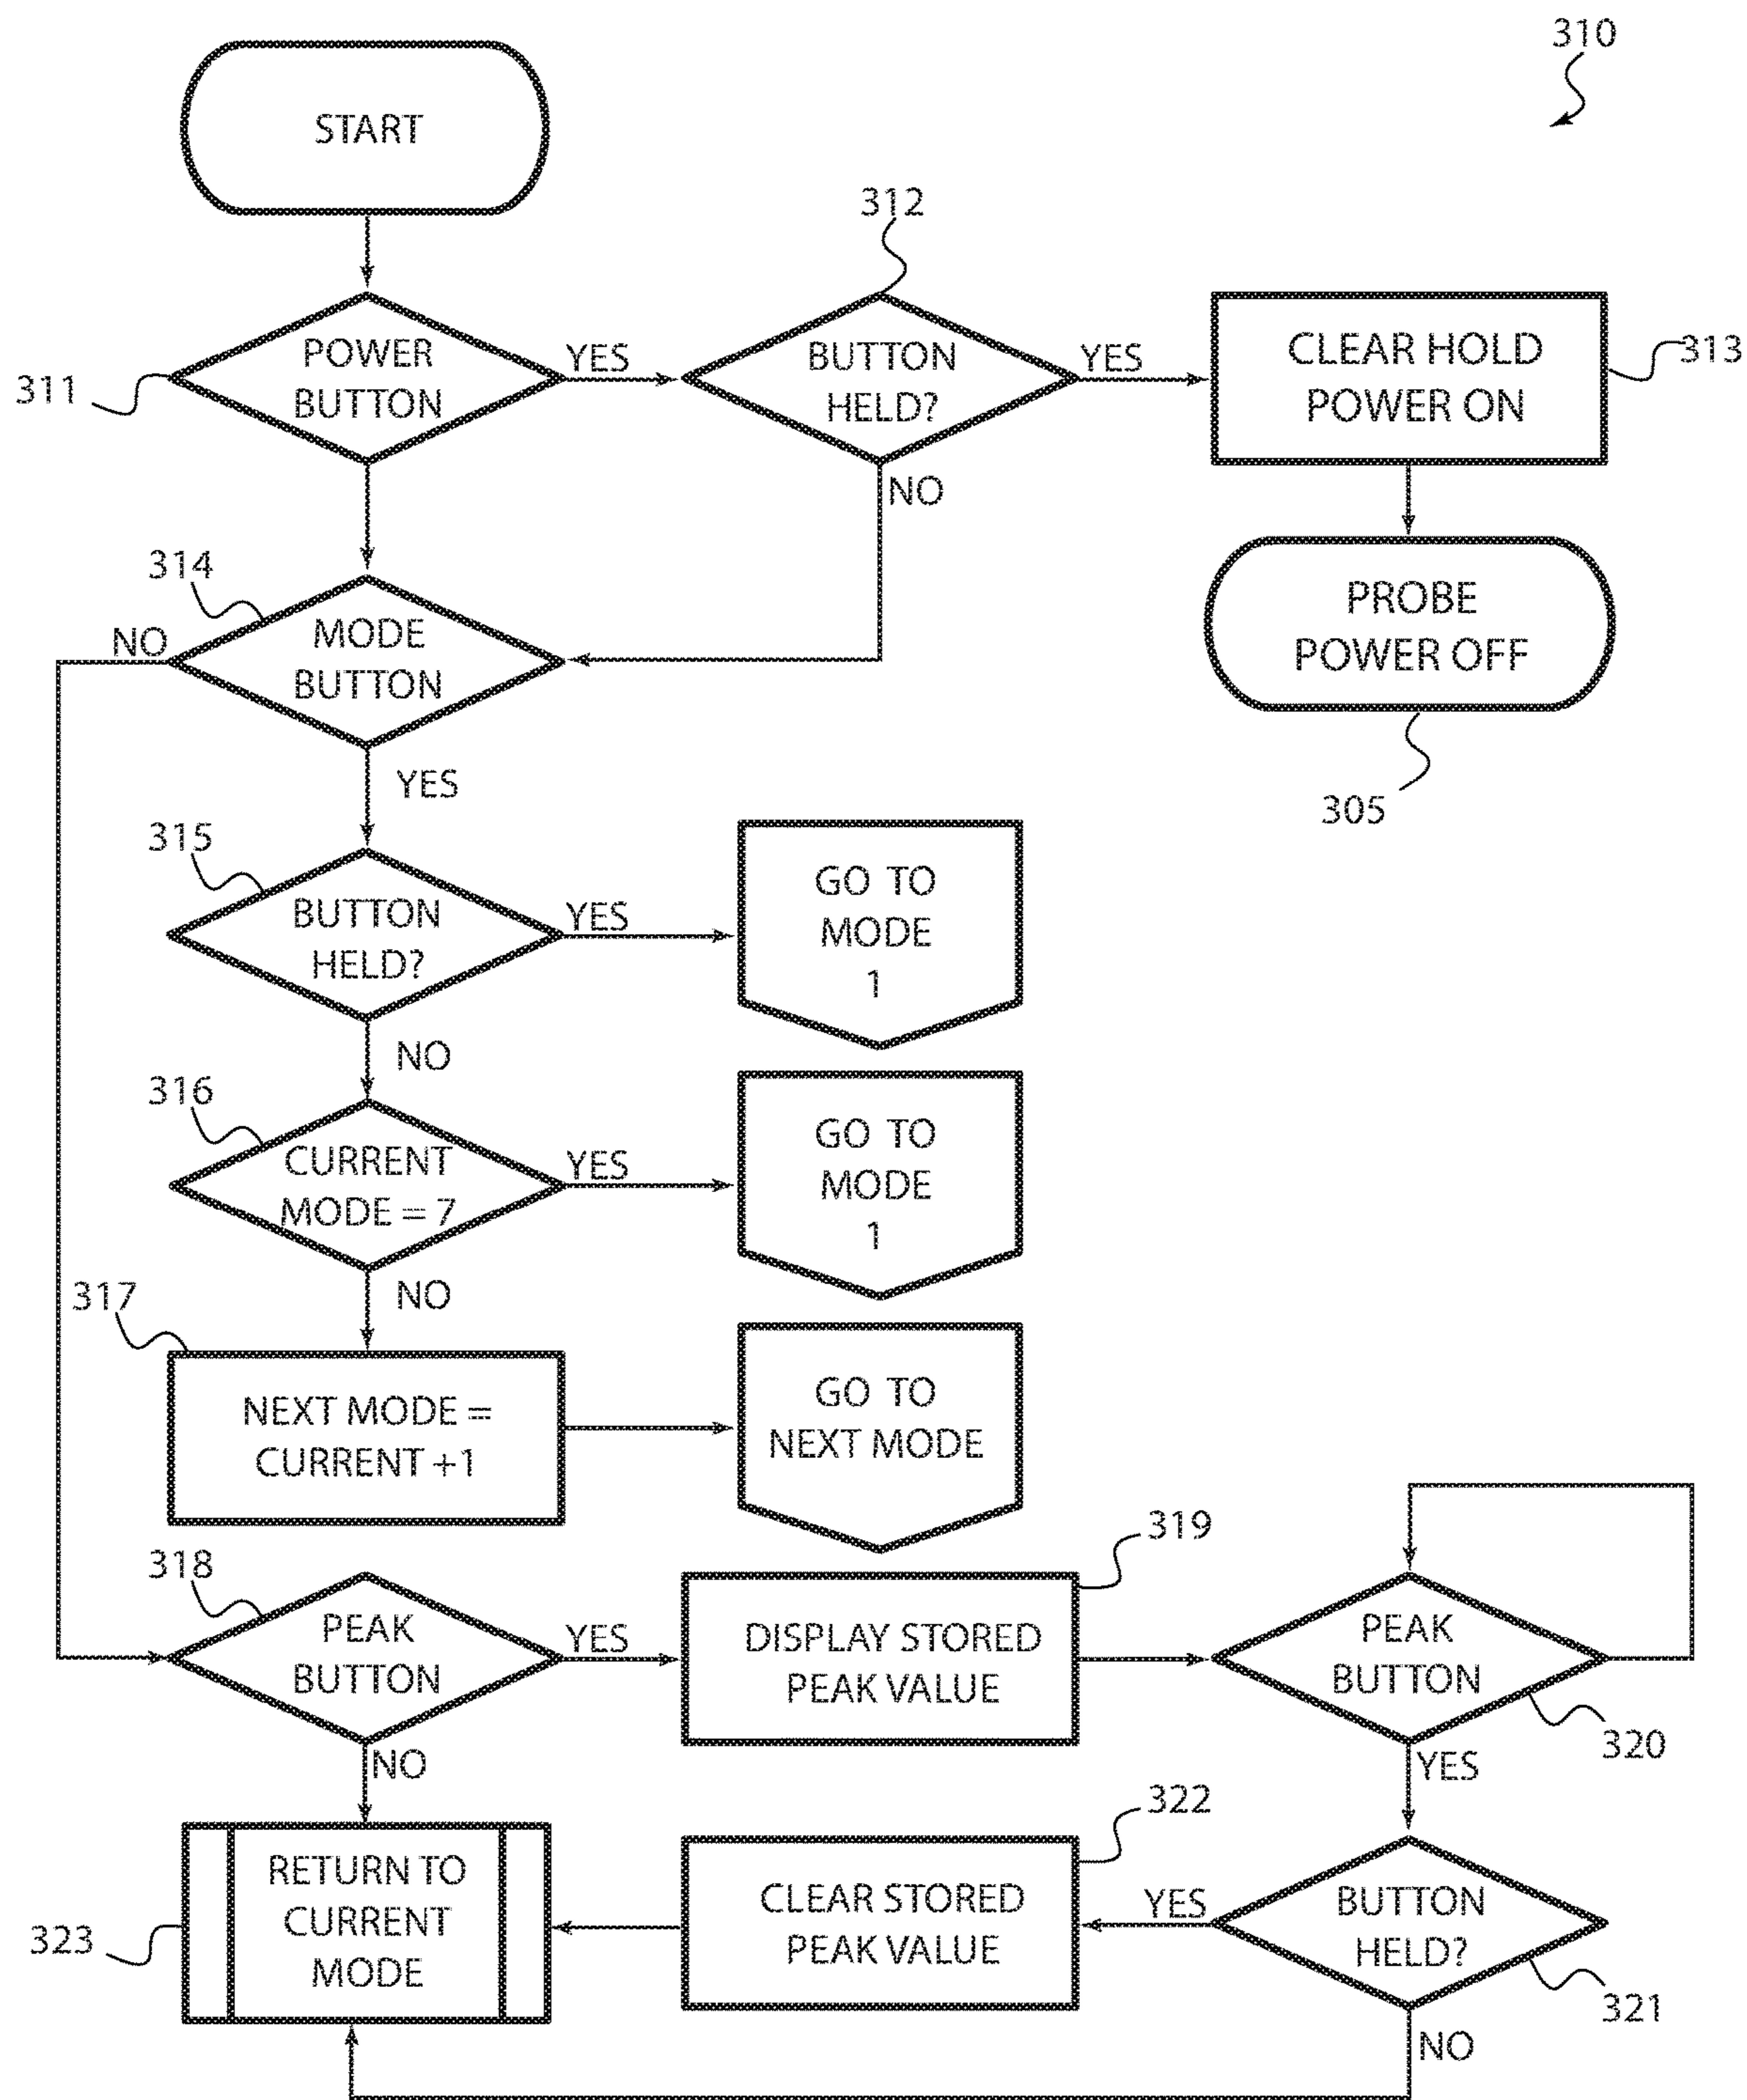 310
START
312
POWER
BUTTON
YES
311
BUTTON
HELD?
YES
NO
CLEAR HOLD
POWER ON
313
PROBE
POWER OFF
305
314
NO
MODE
BUTTON
YES
315
BUTTON
HELD?
YES
GO TO
MODE
1
NO
316
CURRENT
MODE = 7
YES
GO TO
MODE
1
NO
317
NEXT MODE =
CURRENT +1
GO TO
NEXT MODE
318
PEAK
BUTTON
YES
319
DISPLAY STORED
PEAK VALUE
PEAK
BUTTON
320
NO
YES
322
RETURN TO
CURRENT
MODE
323
CLEAR STORED
PEAK VALUE
YES
BUTTON
HELD?
321
NO